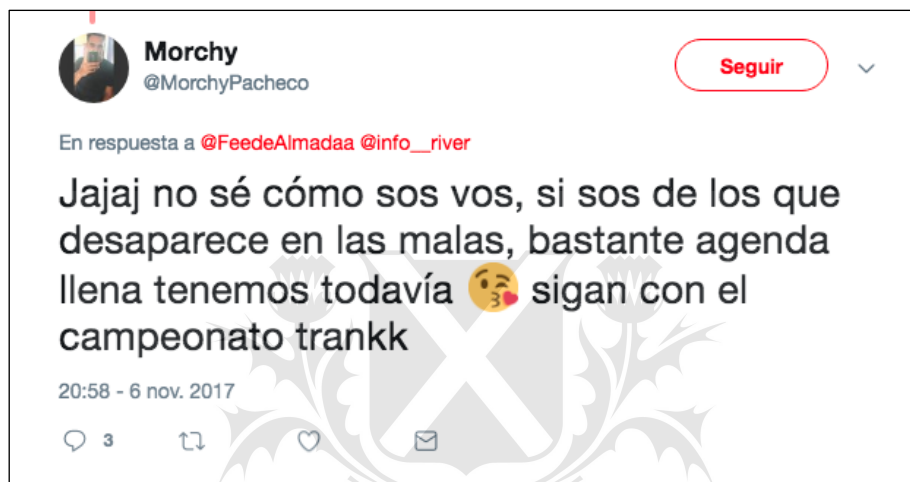 Morchy
@MorchyPacheco
Seguir
En respuesta a @FeedeAlmadaa @info__river
Jajaj no sé cómo sos vos, si sos de los que
desaparece en las malas, bastante agenda
llena tenemos todavía 😘 sigan con el
campeonato trankk
20:58 - 6 nov. 2017
3